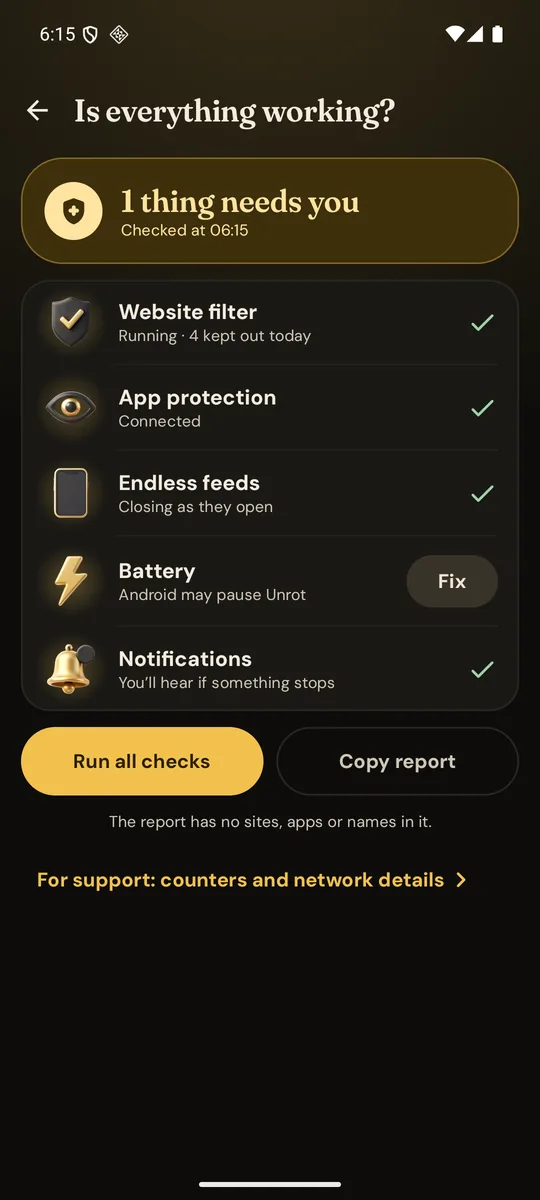 6:15
Is everything working?
1 thing needs you
Checked at 06:15
Website filter
Running · 4 kept out today
App protection
Connected
Endless feeds
Closing as they open
Battery
Android may pause Unrot
Fix
Notifications
You’ll hear if something stops
Run all checks
Copy report
The report has no sites, apps or names in it.
For support: counters and network details